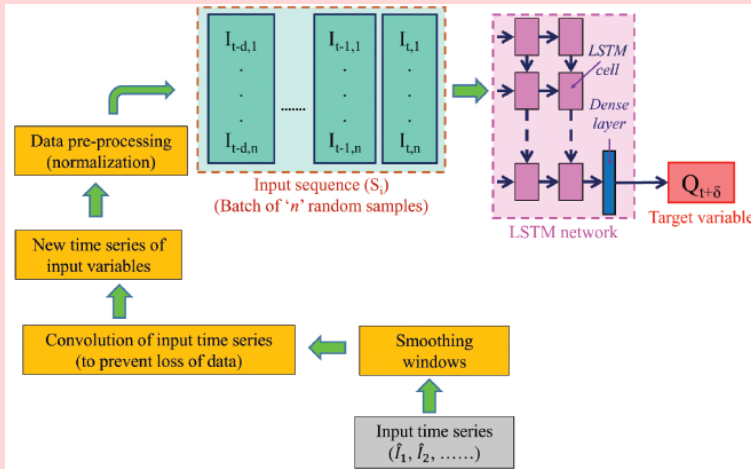 I_{t-d,1}
.
.
.
I_{t-d,n}
.......
I_{t-1,1}
.
.
.
I_{t-1,n}
I_{t,1}
.
.
.
I_{t,n}
Input sequence (S_i)
(Batch of ‘n’ random samples)
LSTM
cell
Dense
layer
LSTM network
Q_{t+δ}
Target variable
Data pre-processing
(normalization)
New time series of
input variables
Convolution of input time series
(to prevent loss of data)
Smoothing
windows
Input time series
(Î_1, Î_2, ......)